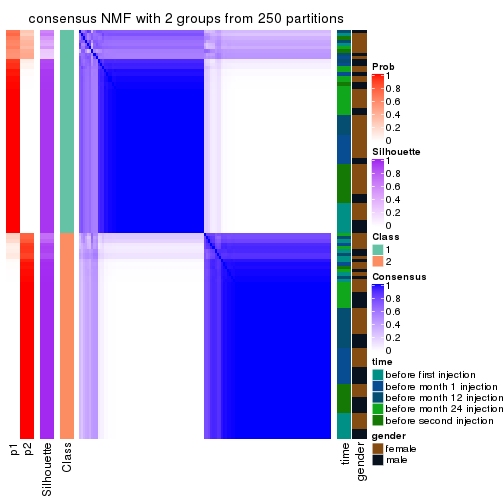 consensus NMF with 2 groups from 250 partitions
Prob
1
0.8
0.6
0.4
0.2
0
Silhouette
1
0.8
0.6
0.4
0.2
0
Class
1
2
Consensus
1
0.8
0.6
0.4
0.2
0
time
before first injection
before month 1 injection
before month 12 injection
before month 24 injection
before second injection
gender
female
male
p1
p2
Silhouette
Class
time
gender